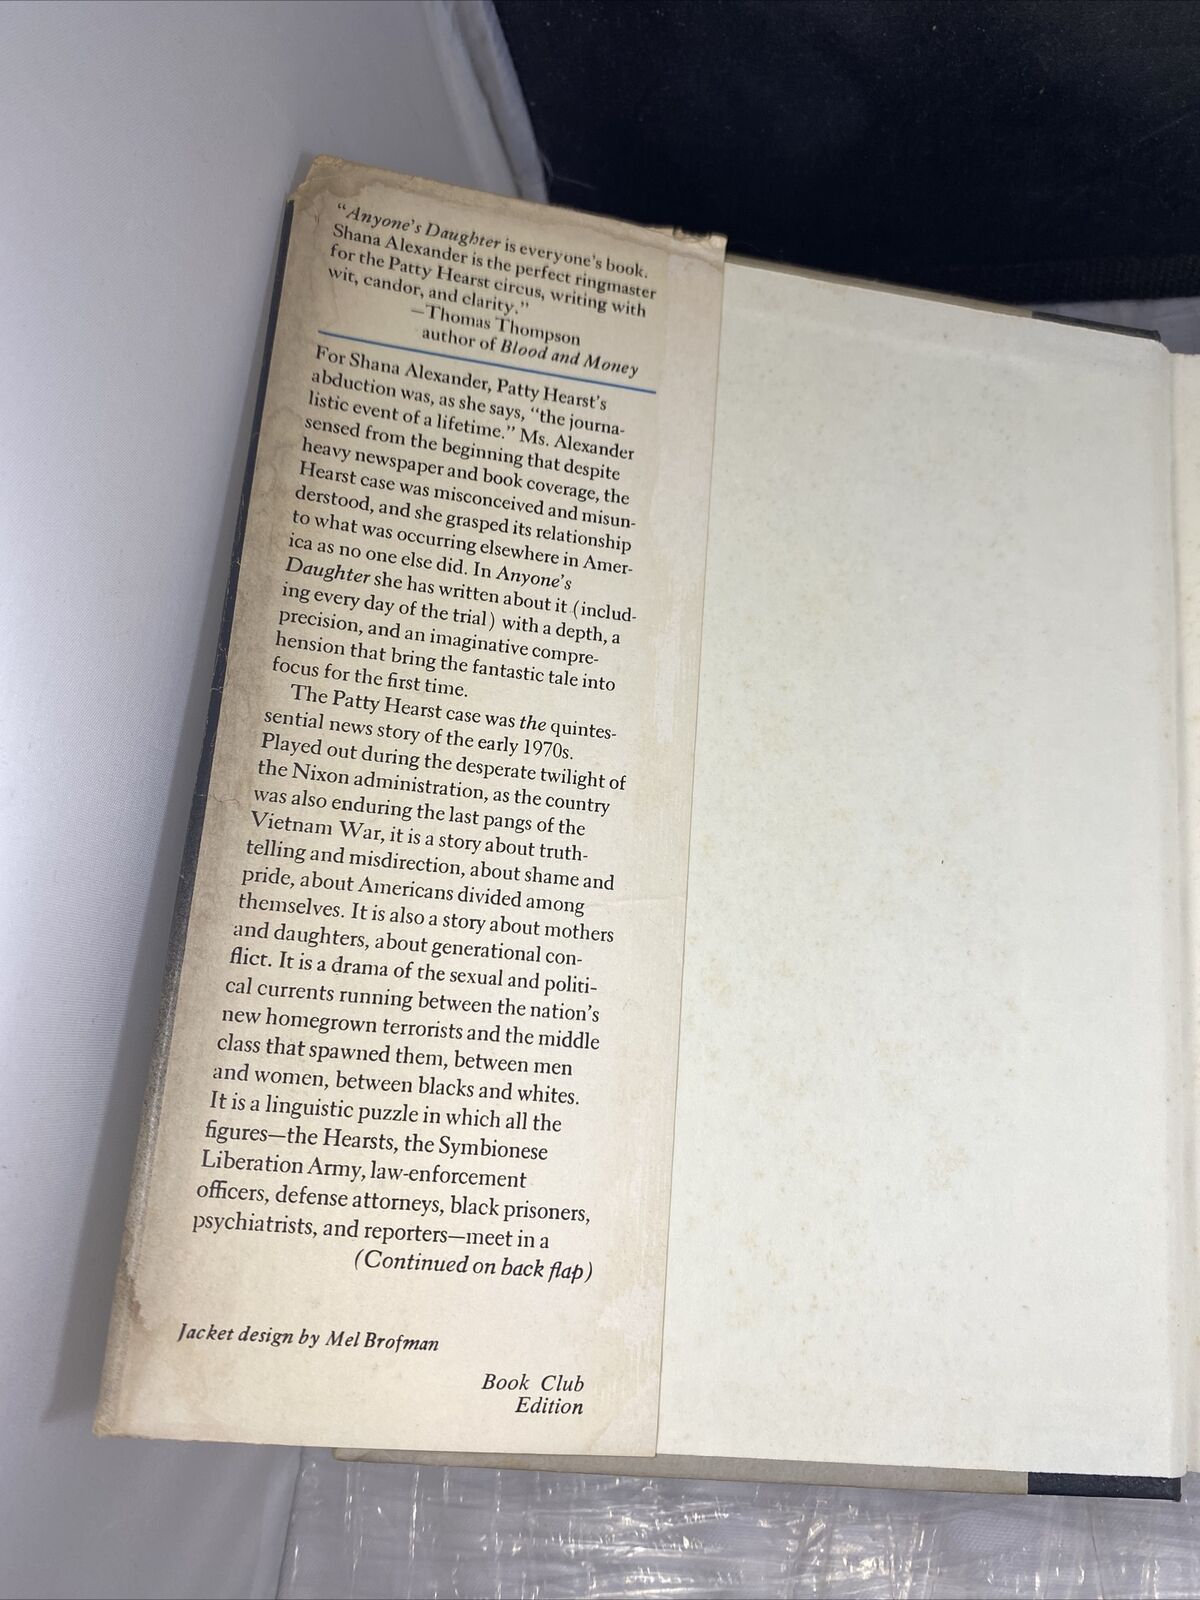 "Anyone's Daughter is everyone's book.
Shana Alexander is the perfect ringmaster
for the Patty Hearst circus, writing with
wit, candor, and clarity."
—Thomas Thompson
author of Blood and Money
For Shana Alexander, Patty Hearst's
abduction was, as she says, "the journa-
listic event of a lifetime." Ms. Alexander
sensed from the beginning that despite
heavy newspaper and book coverage, the
Hearst case was misconceived and misun-
derstood, and she grasped its relationship
to what was occurring elsewhere in Amer-
ica as no one else did. In Anyone's
Daughter she has written about it (includ-
ing every day of the trial) with a depth, a
precision, and an imaginative compre-
hension that bring the fantastic tale into
focus for the first time.
The Patty Hearst case was the quintes-
sential news story of the early 1970s.
Played out during the desperate twilight of
the Nixon administration, as the country
was also enduring the last pangs of the
Vietnam War, it is a story about truth-
telling and misdirection, about shame and
pride, about Americans divided among
themselves. It is also a story about mothers
and daughters, about generational con-
flict. It is a drama of the sexual and politi-
cal currents running between the nation's
new homegrown terrorists and the middle
class that spawned them, between men
and women, between blacks and whites.
It is a linguistic puzzle in which all the
figures—the Hearsts, the Symbionese
Liberation Army, law-enforcement
officers, defense attorneys, black prisoners,
psychiatrists, and reporters—meet in a
(Continued on back flap)
Jacket design by Mel Brofman
Book Club
Edition